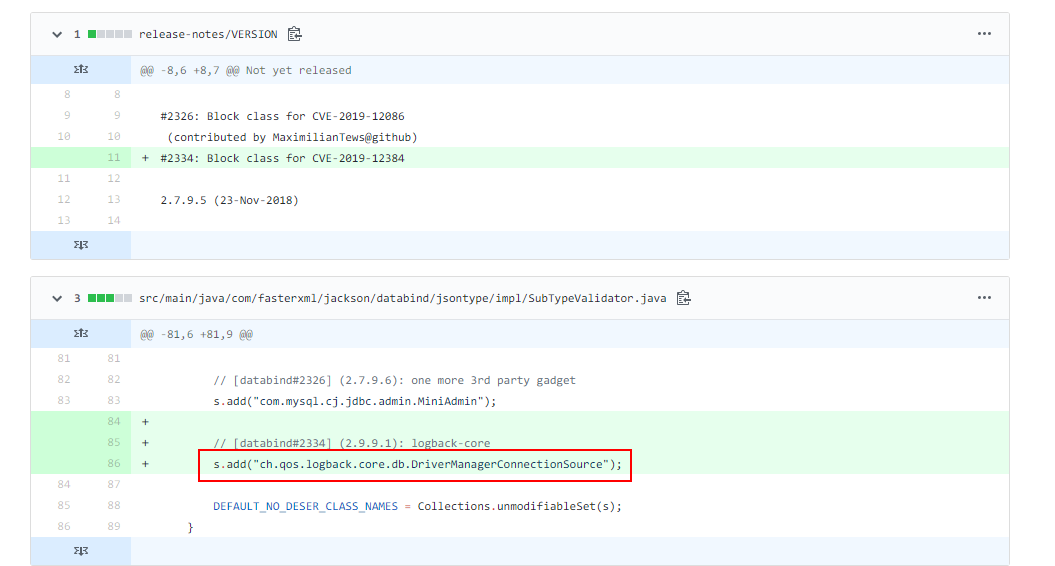 1 release-notes/VERSION
@@ -8,6 +8,7 @@ Not yet released
8 8
9 9 #2326: Block class for CVE-2019-12086
10 10 (contributed by MaximilianTews@github)
11 + #2334: Block class for CVE-2019-12384
11 12
12 13 2.7.9.5 (23-Nov-2018)
13 14
3 src/main/java/com/fasterxml/jackson/databind/jsontype/impl/SubTypeValidator.java
@@ -81,6 +81,9 @@
81 81
82 82 // [databind#2326] (2.7.9.6): one more 3rd party gadget
83 83 s.add("com.mysql.cj.jdbc.admin.MiniAdmin");
84 +
85 + // [databind#2334] (2.9.9.1): logback-core
86 + s.add("ch.qos.logback.core.db.DriverManagerConnectionSource");
84 87
85 88 DEFAULT_NO_DESER_CLASS_NAMES = Collections.unmodifiableSet(s);
86 89 }